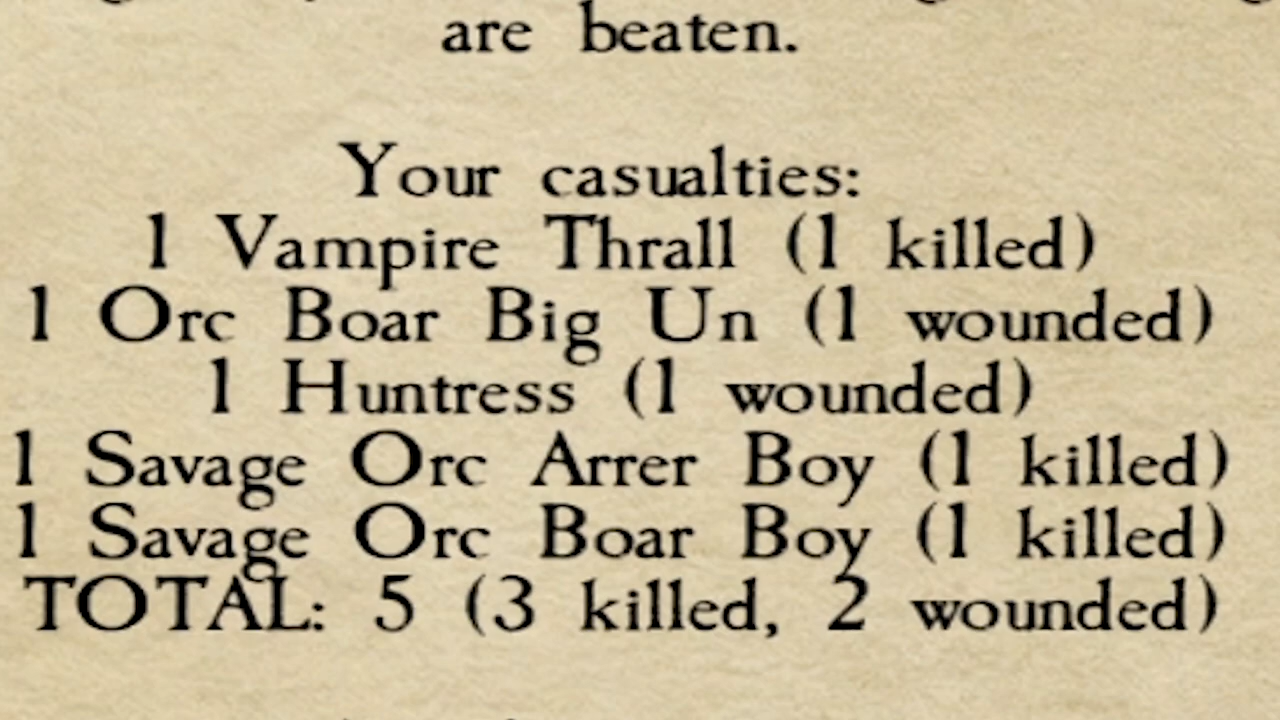 are beaten.
Your casualties:
1 Vampire Thrall (1 killed)
1 Orc Boar Big Un (1 wounded)
1 Huntress (1 wounded)
1 Savage Orc Arrer Boy (1 killed)
1 Savage Orc Boar Boy (1 killed)
TOTAL: 5 (3 killed, 2 wounded)